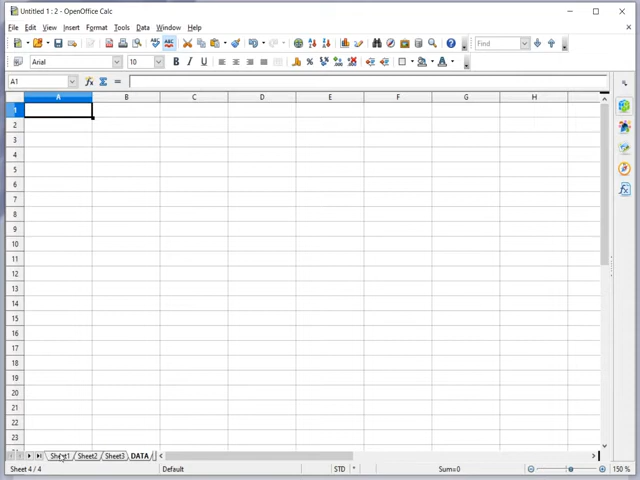 Untitled 1 : 2 - OpenOffice Calc
File Edit View Insert Format Tools Data Window Help
Find
Arial 10 B I U
A1
A B C D E F G H
1
2
3
4
5
6
7
8
9
10
11
12
13
14
15
16
17
18
19
20
21
22
23
Sheet1 Sheet2 Sheet3 DATA
Sheet 4 / 4 Default STD * Sum=0 150 %